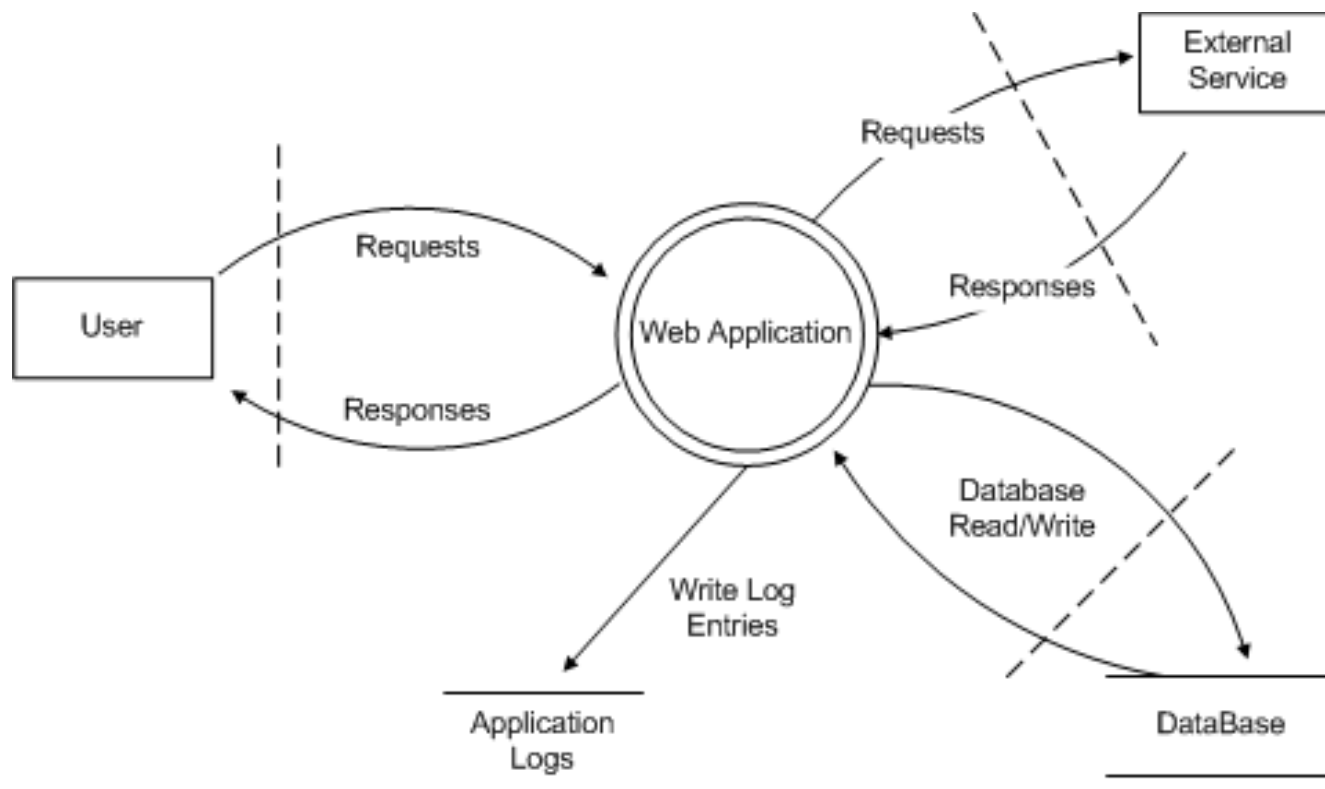 External
Service
Requests
Requests
Responses
User
Web Application
Responses
Database
Read/Write
Write Log
Entries
Application
Logs
DataBase